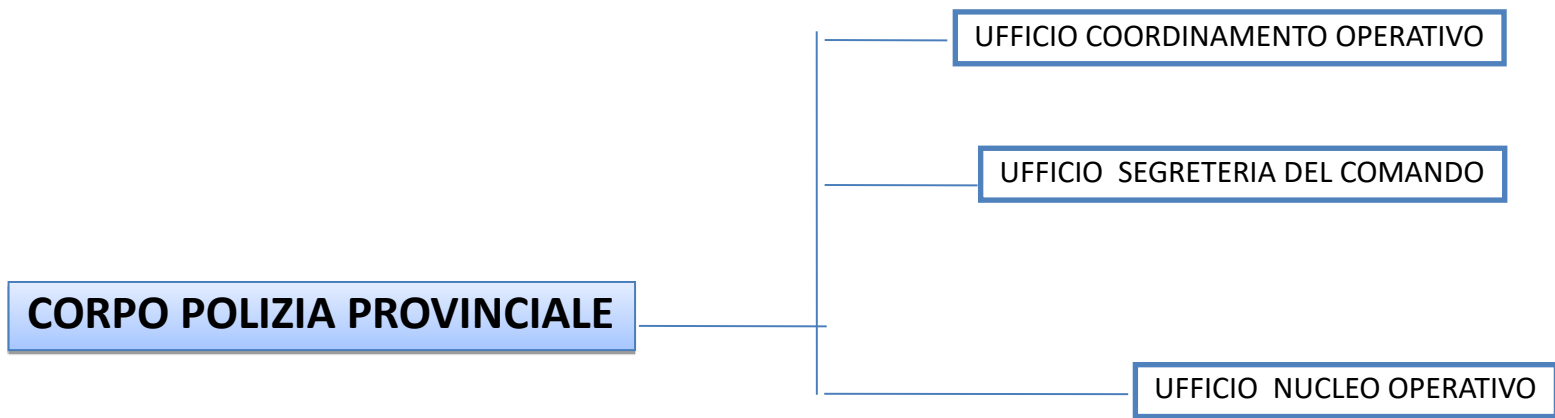 UFFICIO COORDINAMENTO OPERATIVO
UFFICIO SEGRETERIA DEL COMANDO
CORPO POLIZIA PROVINCIALE
UFFICIO NUCLEO OPERATIVO